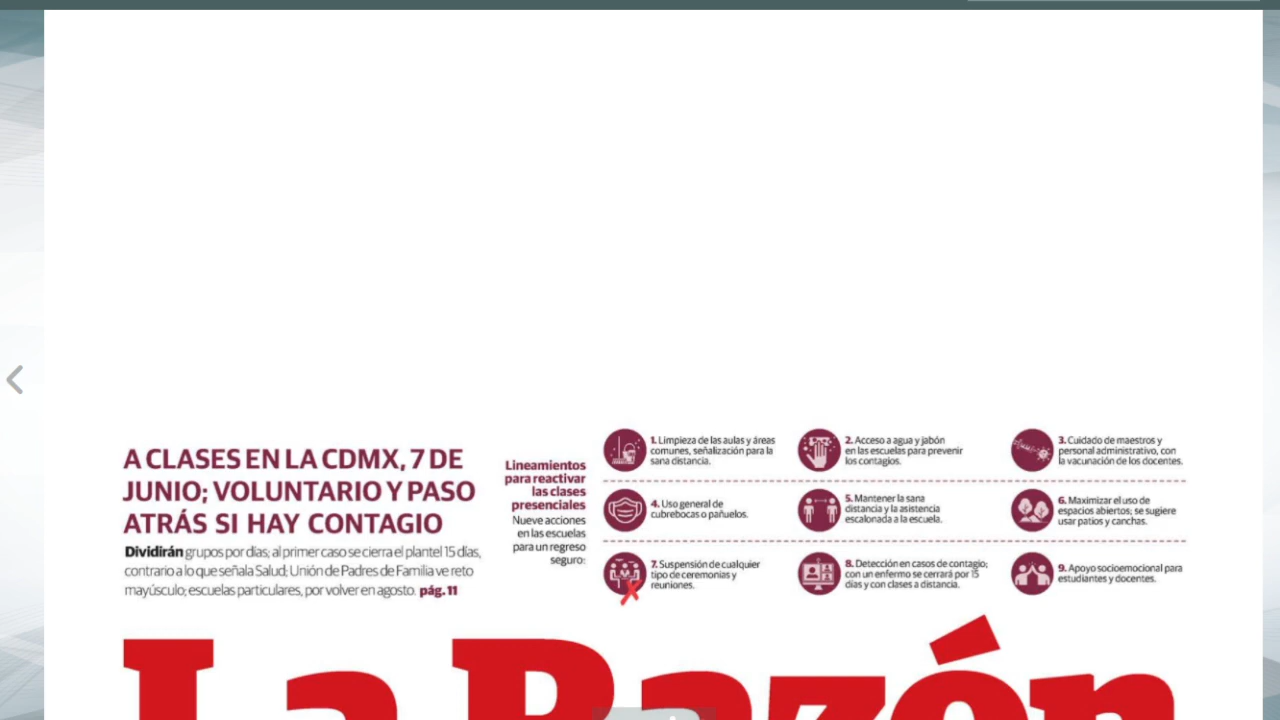 A CLASES EN LA CDMX, 7 DE
JUNIO; VOLUNTARIO Y PASO
ATRÁS SI HAY CONTAGIO
Dividirán grupos por días; al primer caso se cierra el plantel 15 días,
contrario a lo que señala Salud; Unión de Padres de Familia ve reto
mayúsculo; escuelas particulares, por volver en agosto. pág. 11
Lineamientos
para reactivar
las clases
presenciales
Nueve acciones
en las escuelas
para un regreso
seguro:
1. Limpieza de las aulas y áreas
comunes, señalización para la
sana distancia.
2. Acceso a agua y jabón
en las escuelas para prevenir
los contagios.
3. Cuidado de maestros y
personal administrativo, con
la vacunación de los docentes.
4. Uso general de
cubrebocas o pañuelos.
5. Mantener la sana
distancia y la asistencia
escalonada a la escuela.
6. Maximizar el uso de
espacios abiertos; se sugiere
usar patios y canchas.
7. Suspensión de cualquier
tipo de ceremonias y
reuniones.
8. Detección en casos de contagio;
con un enfermo se cerrará por 15
días y con clases a distancia.
9. Apoyo socioemocional para
estudiantes y docentes.
La Razón